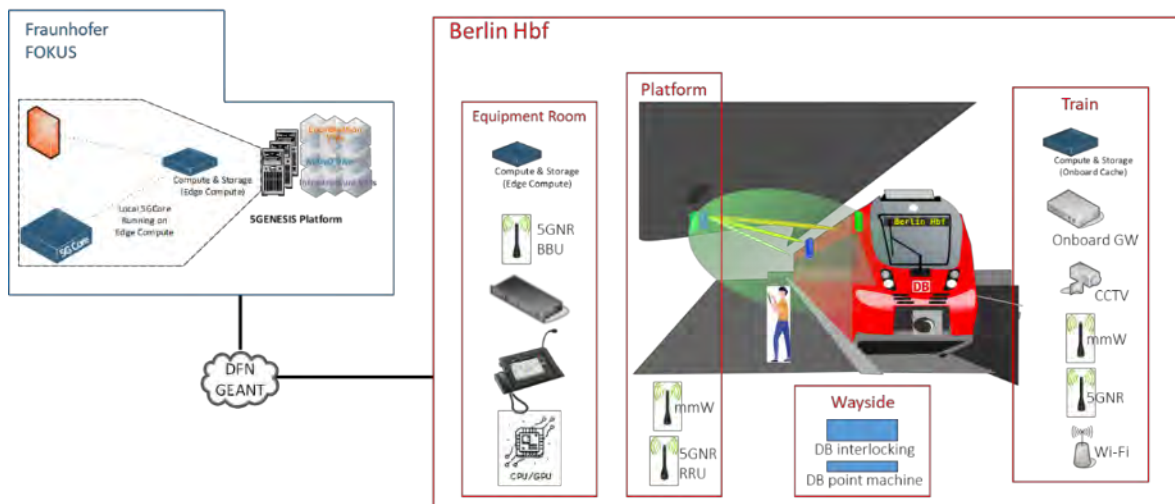 Fraunhofer
FOKUS
Compute & Storage
(Edge Compute)
Local 5GCore
Running on
Edge Compute
5G Core
5GENESIS Platform
DFN
GEANT
Berlin Hbf
Equipment Room
Compute & Storage
(Edge Compute)
5GNR
BBU
CPU/GPU
Platform
mmW
5GNR
RRU
Berlin Hbf
DB
Wayside
DB interlocking
DB point machine
Train
Compute & Storage
(Onboard Cache)
Onboard GW
CCTV
mmW
5GNR
Wi-Fi